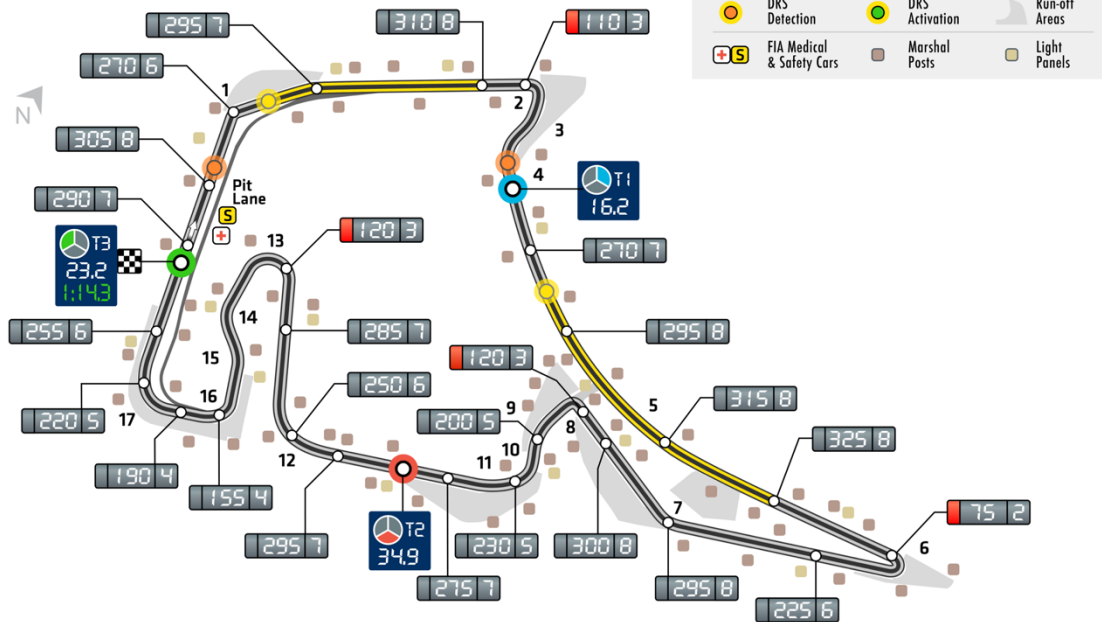 DRS
Detection
DRS
Activation
Run-off
Areas
S
FIA Medical
& Safety Cars
Marshal
Posts
Light
Panels
310 8
110 3
295 7
270 6
1
2
N
3
305 8
4
T1
16.2
Pit
Lane
290 7
S
120 3
13
T3
23.2
1:14.3
270 7
14
255 6
285 7
295 8
15
120 3
250 6
16
9
5
315 8
220 5
17
200 5
8
10
325 8
12
11
190 4
155 4
7
75 2
T2
34.9
295 7
230 5
300 8
6
275 7
295 8
225 6